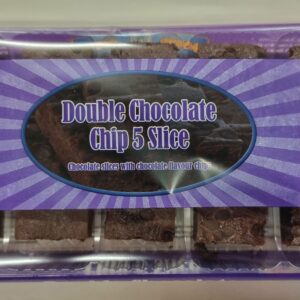 Double Chocolate
Chip 5 Slice
Chocolate slices with chocolate flavour Chips